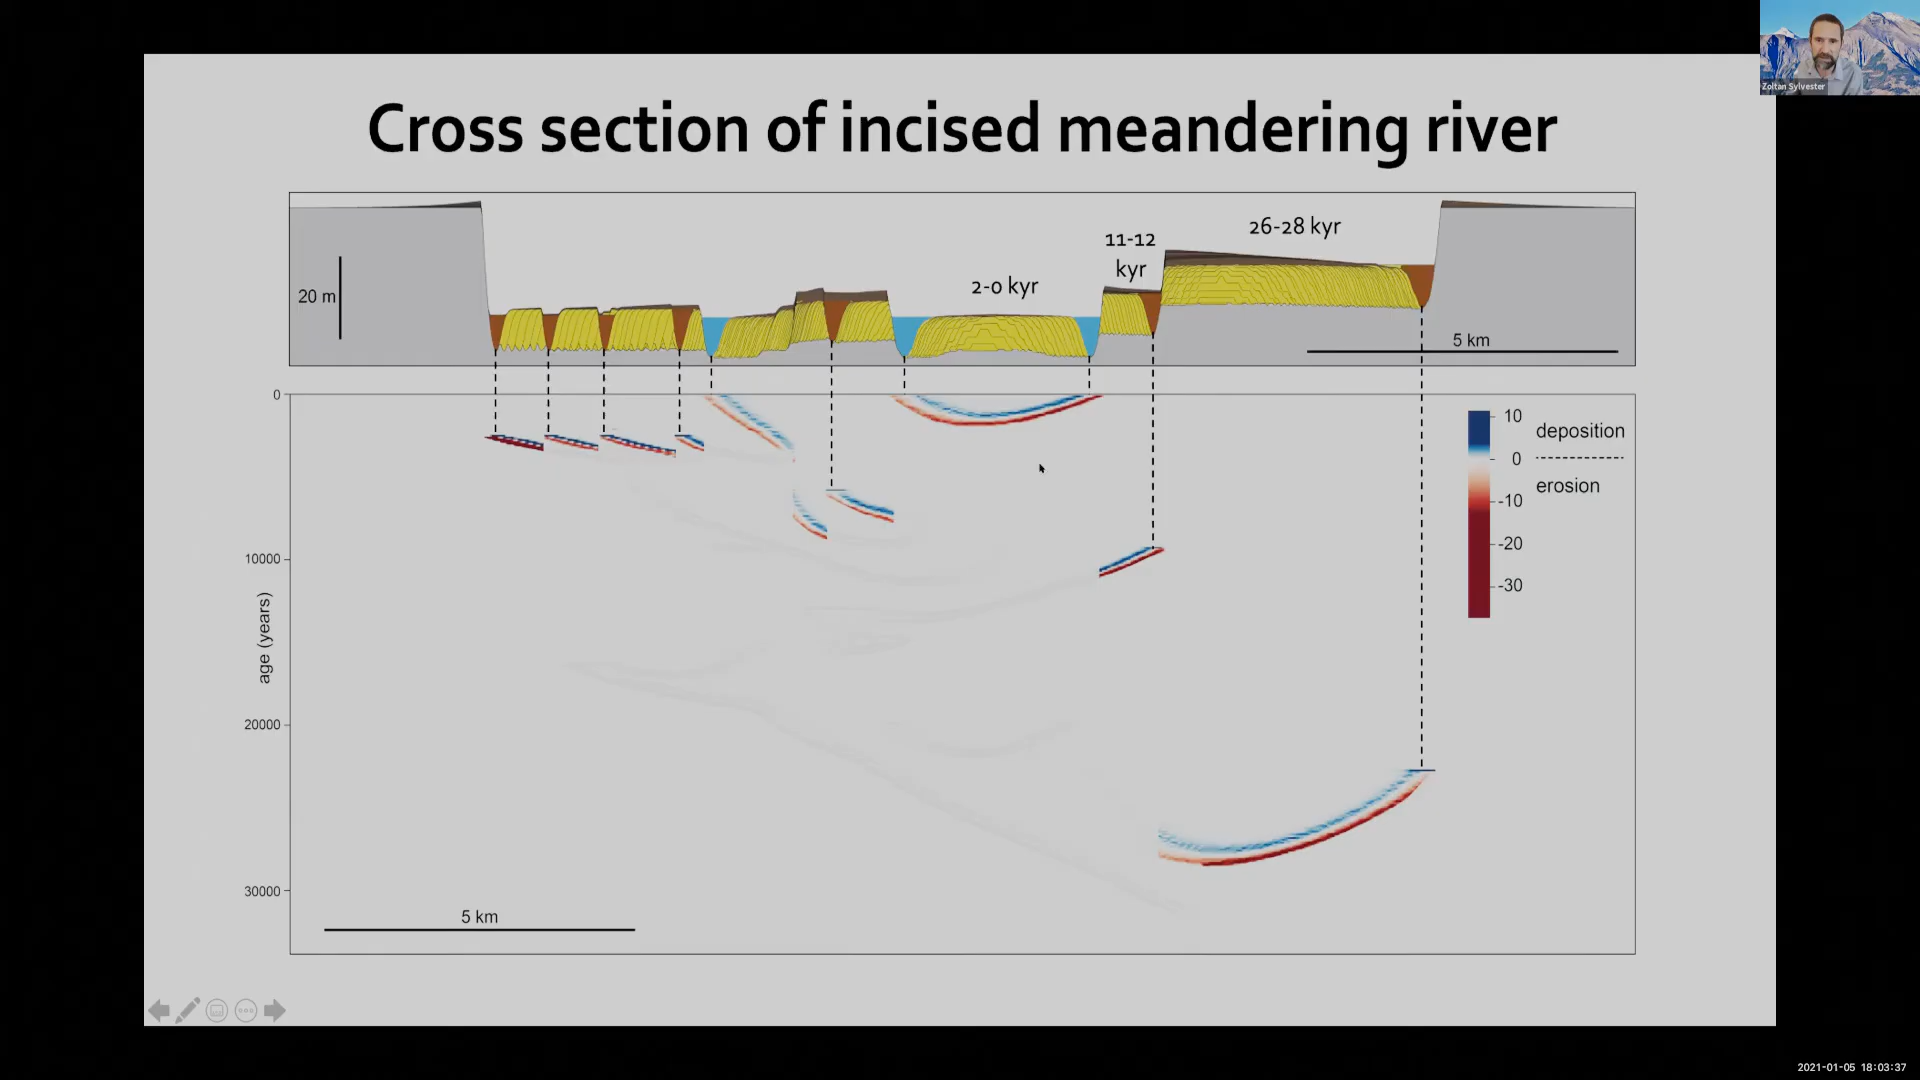 Zoltan Sylvester
Cross section of incised meandering river
20 m
2-0 kyr
11-12
kyr
26-28 kyr
5 km
0
10000
20000
30000
age (years)
5 km
10
0
-10
-20
-30
deposition
erosion
2021-01-05 18:03:37